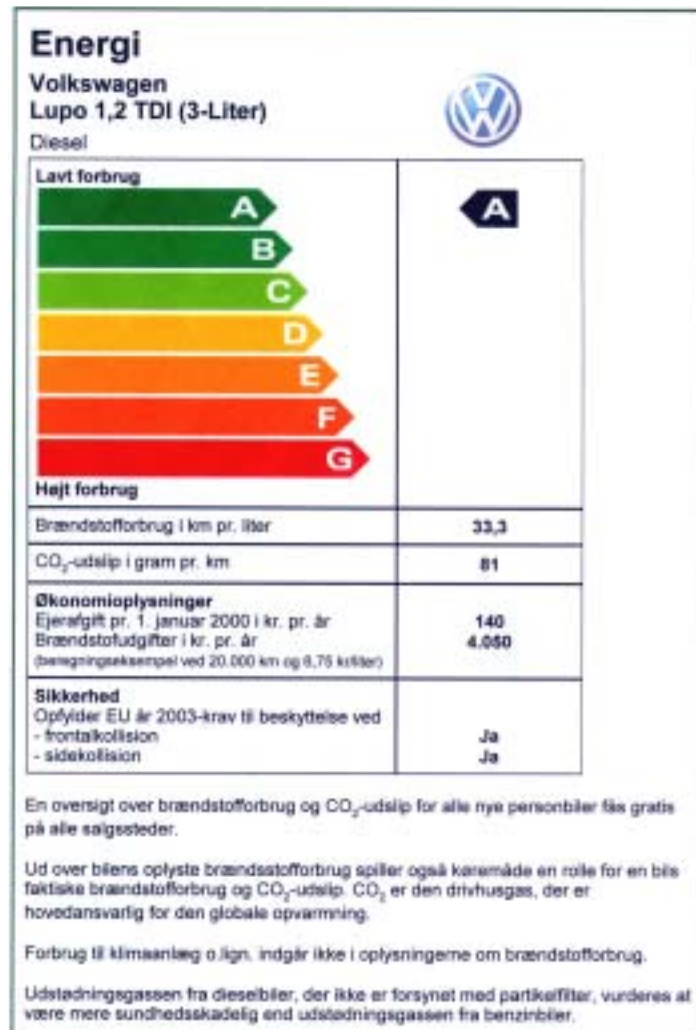 Energi
Volkswagen
Lupo 1,2 TDI (3-Liter)
Diesel
Lavt forbrug
A
A
B
C
D
E
F
G
Højt forbrug
Brændstofforbrug i km pr. liter 33,3
CO₂-udslip i gram pr. km 81
Økonomioplysninger
Ejerafgift pr. 1. januar 2000 i kr. pr. år 140
Brændstofudgifter i kr. pr. år 4.050
(beregningseksempel ved 20.000 km og 6,75 kr/liter)
Sikkerhed
Opfylder EU år 2003-krav til beskyttelse ved
- frontalkollision Ja
- sidekollision Ja
En oversigt over brændstofforbrug og CO₂-udslip for alle nye personbiler fås gratis
på alle salgssteder.
Ud over bilens oplyste brændsstofforbrug spiller også køremåde en rolle for en bils
faktiske brændstofforbrug og CO₂-udslip. CO₂ er den drivhusgas, der er
hovedansvarlig for den globale opvarmning.
Forbrug til klimaanlæg o.lign. indgår ikke i oplysningerne om brændstofforbrug.
Udstødningsgassen fra dieselbiler, der ikke er forsynet med partikelfilter, vurderes at
være mere sundhedsskadelig end udstødningsgassen fra benzinbiler.